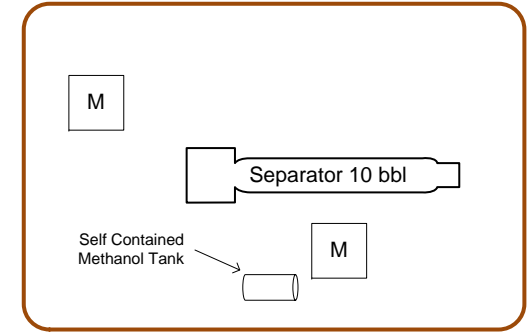 M
Separator 10 bbl
Self Contained
Methanol Tank
M